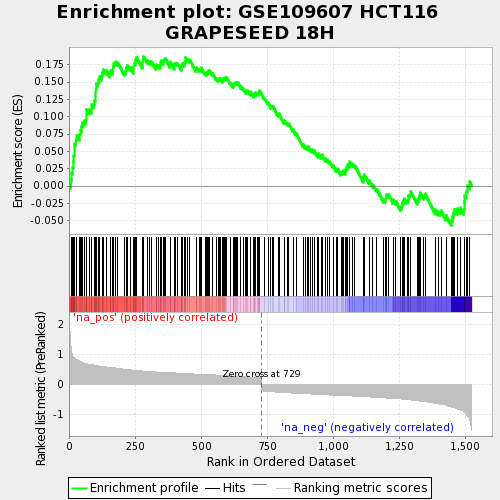 Enrichment plot: GSE109607 HCT116
GRAPESEED 18H
Enrichment score (ES)
0.175
0.150
0.125
0.100
0.075
0.050
0.025
0.000
-0.025
-0.050
Ranked list metric (PreRanked)
'na_pos' (positively correlated)
2
1
0
-1
Zero cross at 729
'na_neg' (negatively correlated)
0
250
500
750
1,000
1,250
1,500
Rank in Ordered Dataset
Enrichment profile
Hits
Ranking metric scores